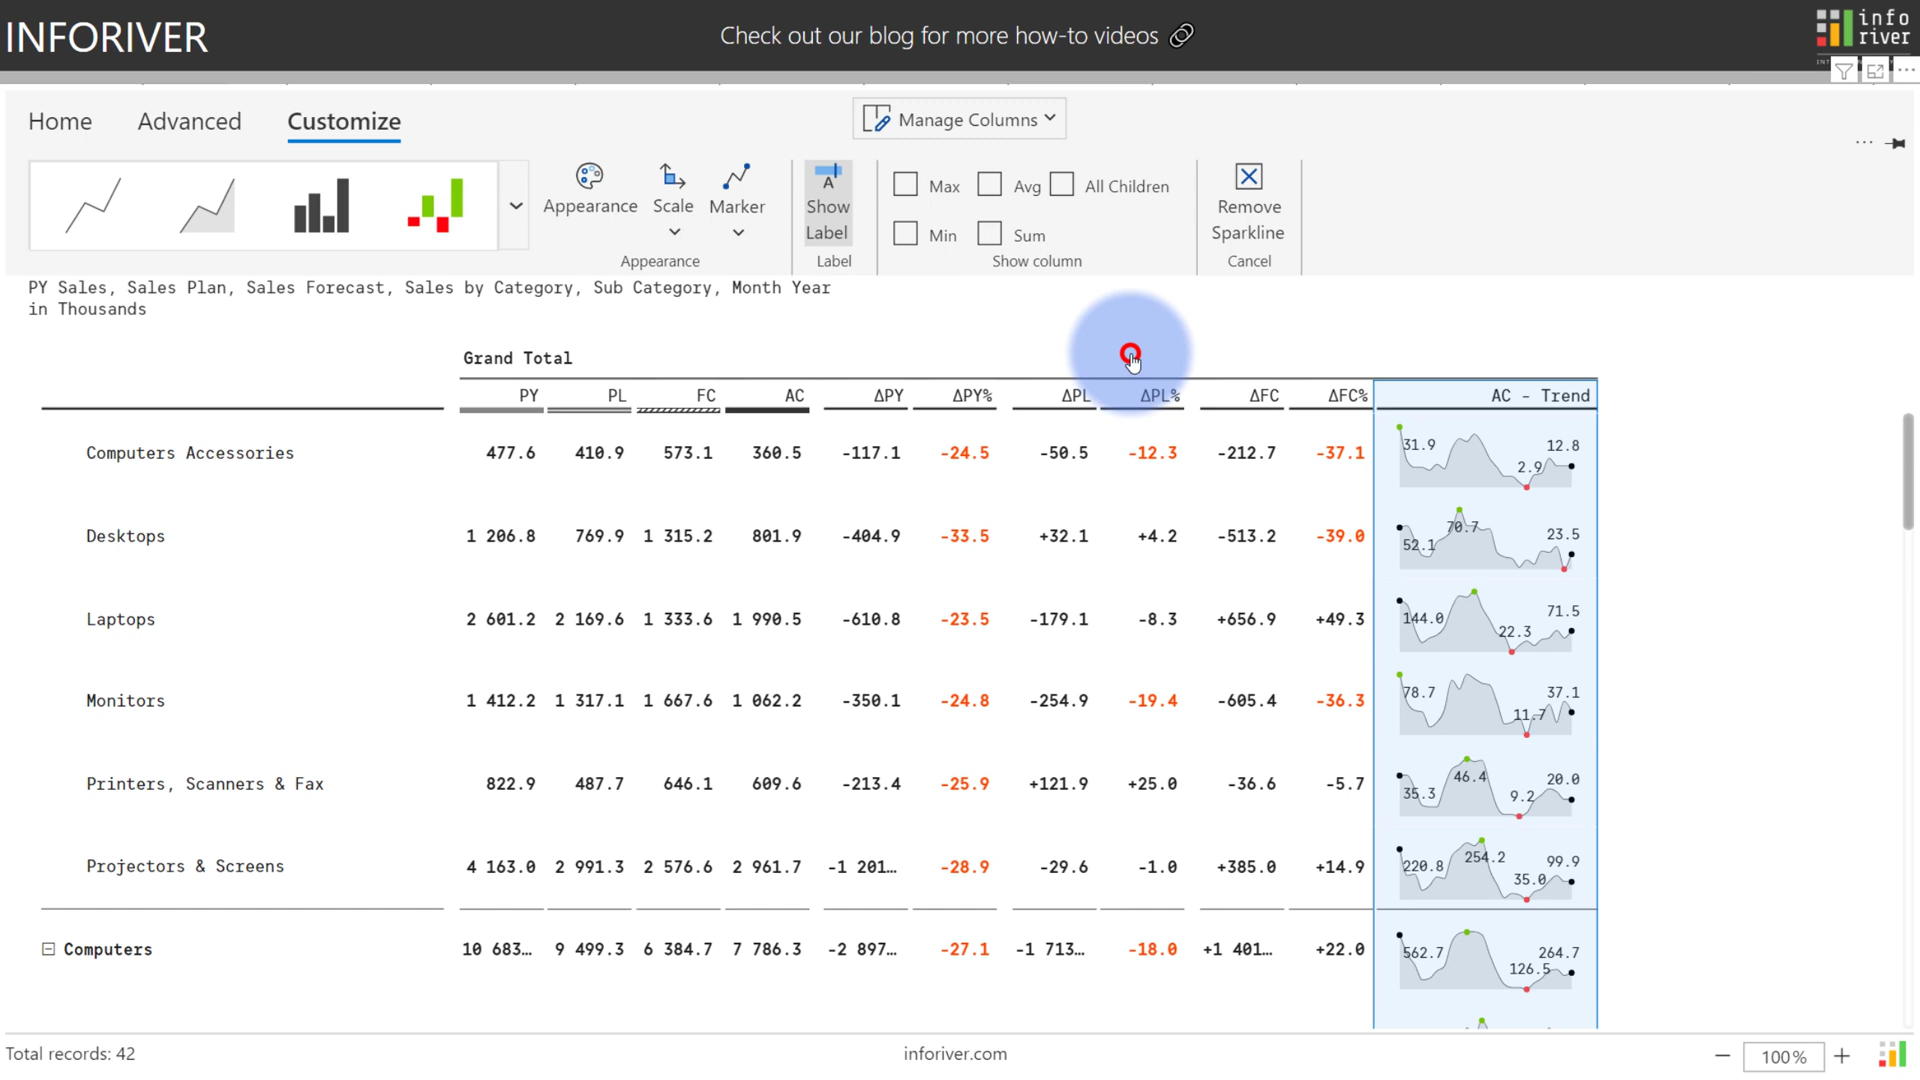 INFORIVER
Check out our blog for more how-to videos
info
river
Home
Advanced
Customize
Manage Columns
Appearance
Scale
Marker
Show
Label
Max
Avg
All Children
Min
Sum
Remove
Sparkline
Appearance
Label
Show column
Cancel
PY Sales, Sales Plan, Sales Forecast, Sales by Category, Sub Category, Month Year
in Thousands
Grand Total
PY PL FC AC ΔPY ΔPY% ΔPL ΔPL% ΔFC ΔFC% AC - Trend
Computers Accessories 477.6 410.9 573.1 360.5 -117.1 -24.5 -50.5 -12.3 -212.7 -37.1 31.9 2.9 12.8
Desktops 1 206.8 769.9 1 315.2 801.9 -404.9 -33.5 +32.1 +4.2 -513.2 -39.0 52.1 70.7 23.5
Laptops 2 601.2 2 169.6 1 333.6 1 990.5 -610.8 -23.5 -179.1 -8.3 +656.9 +49.3 144.0 22.3 71.5
Monitors 1 412.2 1 317.1 1 667.6 1 062.2 -350.1 -24.8 -254.9 -19.4 -605.4 -36.3 78.7 11.7 37.1
Printers, Scanners & Fax 822.9 487.7 646.1 609.6 -213.4 -25.9 +121.9 +25.0 -36.6 -5.7 35.3 46.4 9.2 20.0
Projectors & Screens 4 163.0 2 991.3 2 576.6 2 961.7 -1 201… -28.9 -29.6 -1.0 +385.0 +14.9 220.8 254.2 35.0 99.9
Computers 10 683… 9 499.3 6 384.7 7 786.3 -2 897… -27.1 -1 713… -18.0 +1 401… +22.0 562.7 126.5 264.7
Total records: 42
inforiver.com
100%